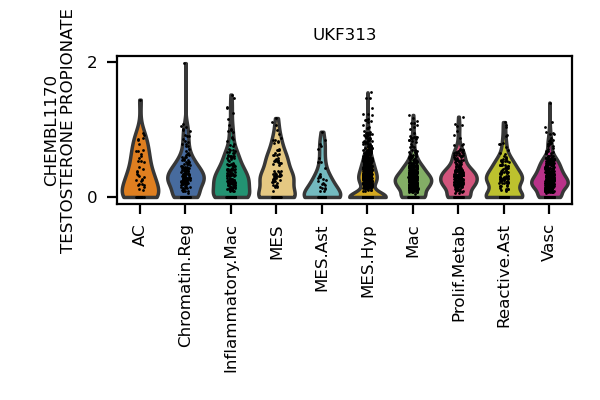 UKF313
CHEMBL1170
TESTOSTERONE PROPIONATE
2
0
AC
Chromatin.Reg
Inflammatory.Mac
MES
MES.Ast
MES.Hyp
Mac
Prolif.Metab
Reactive.Ast
Vasc